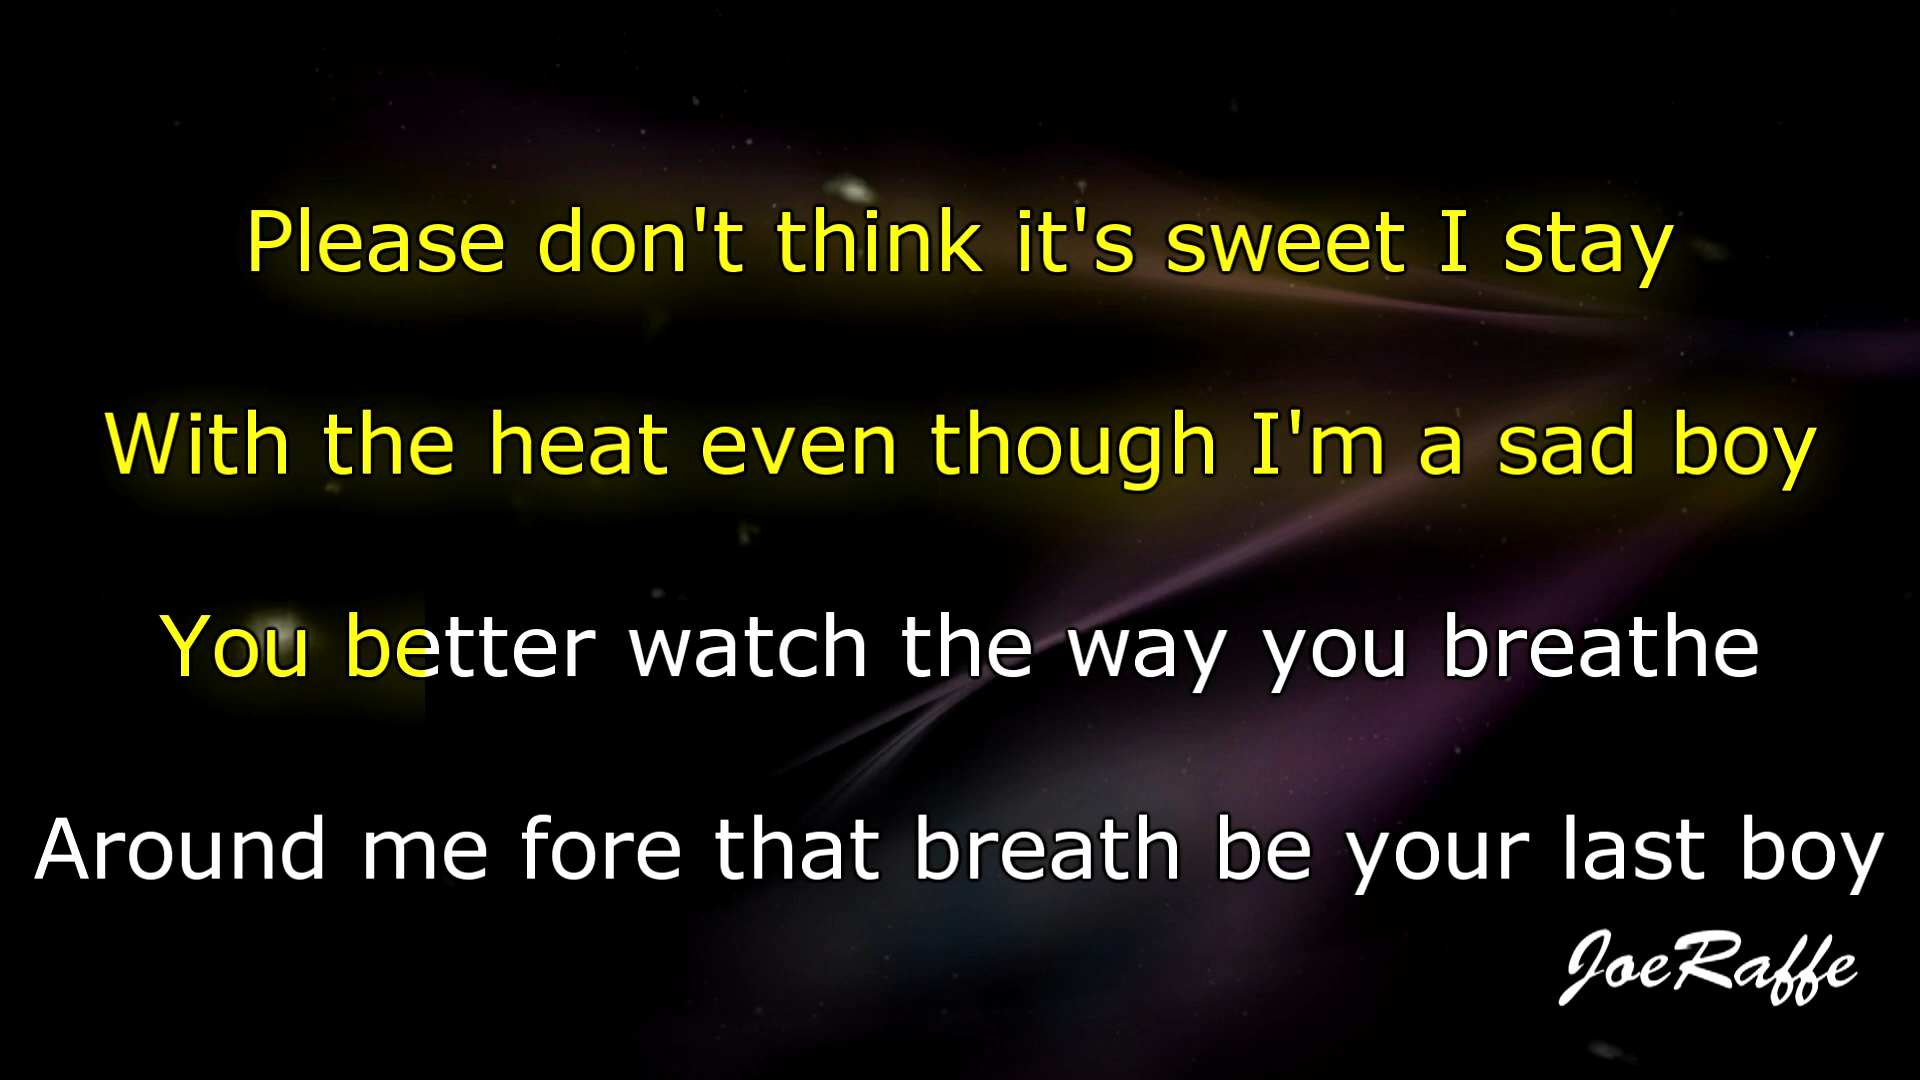 Please don't think it's sweet I stay
With the heat even though I'm a sad boy
You better watch the way you breathe
Around me fore that breath be your last boy
JoeRaffe